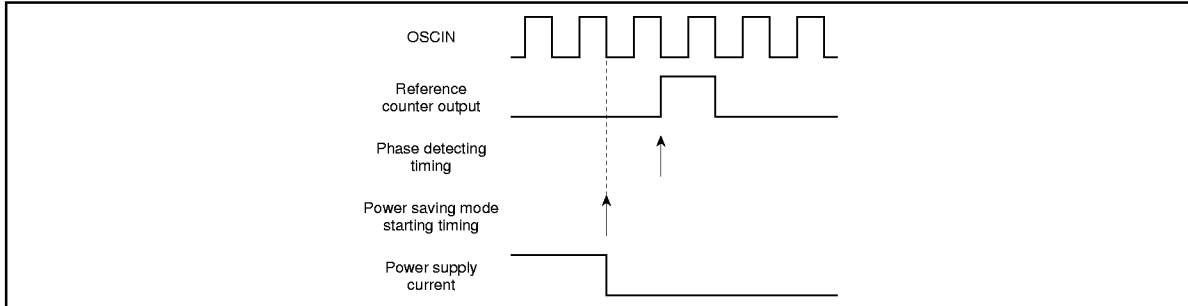 OSCIN
Reference
counter output
Phase detecting
timing
Power saving mode
starting timing
Power supply
current